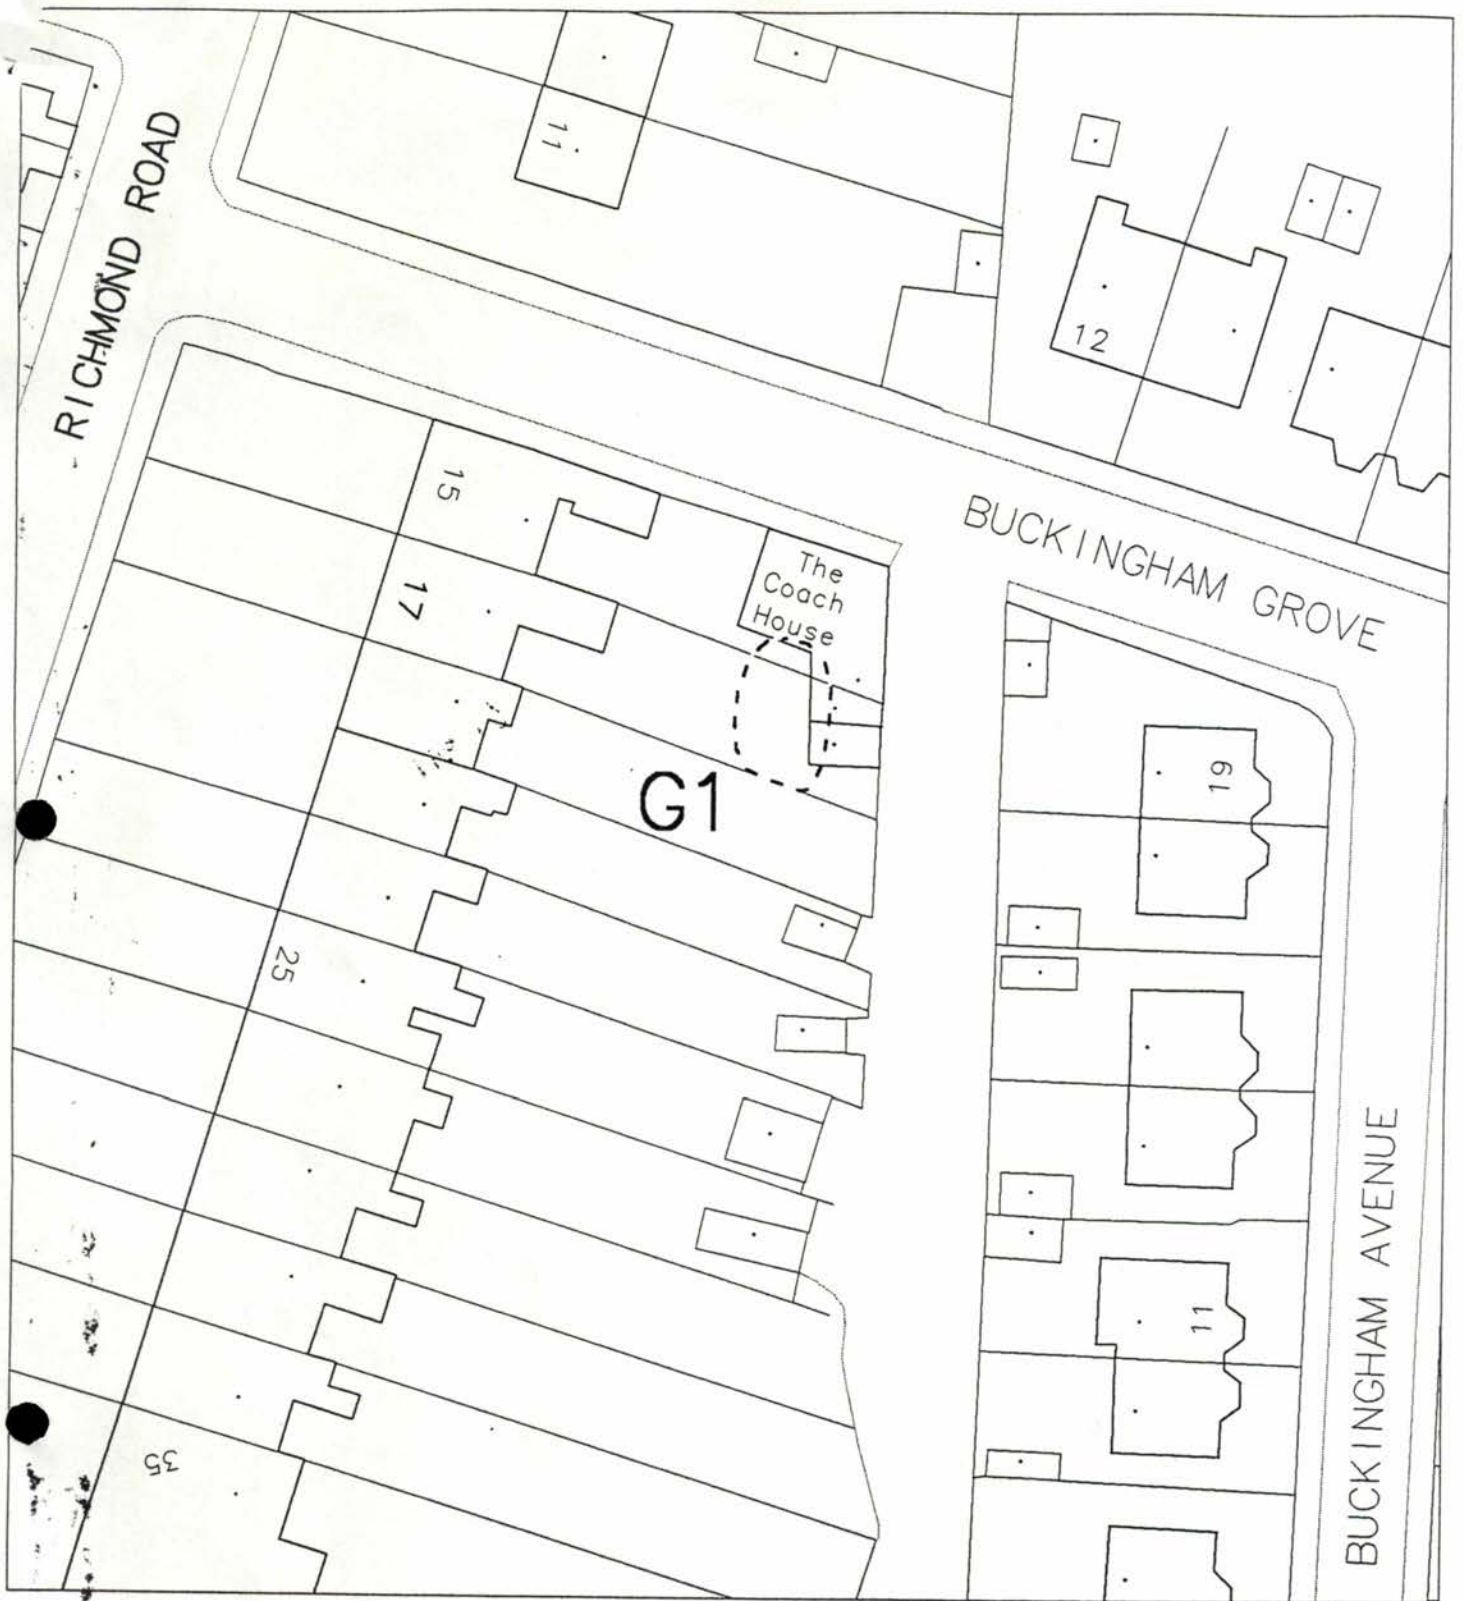 11
RICHMOND ROAD
12
15
BUCKINGHAM GROVE
The
Coach
House
17
G1
19
25
11
BUCKINGHAM AVENUE
35